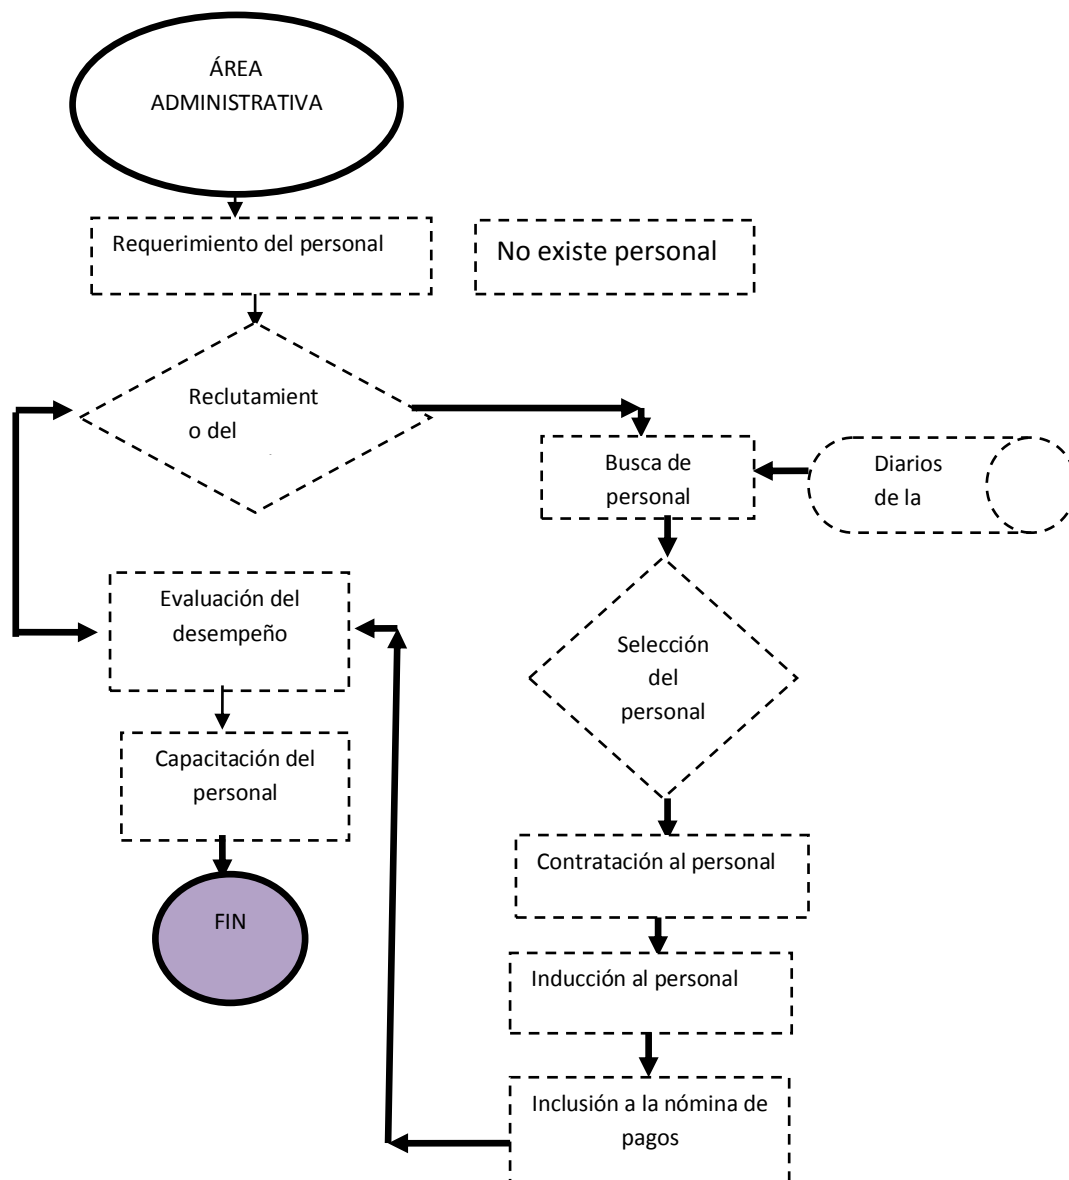 ÁREA
ADMINISTRATIVA
Requerimiento del personal
No existe personal
Reclutamient
o del
Busca de
personal
Diarios
de la
Evaluación del
desempeño
Selección
del
personal
Capacitación del
personal
Contratación al personal
FIN
Inducción al personal
Inclusión a la nómina de
pagos